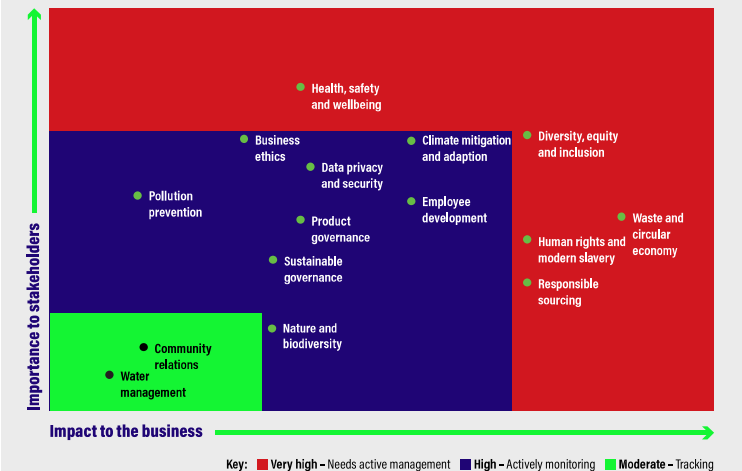 Importance to stakeholders
Health, safety
and wellbeing
Business
ethics
Climate mitigation
and adaption
Diversity, equity
and inclusion
Data privacy
and security
Pollution
prevention
Employee
development
Product
governance
Waste and
circular
economy
Human rights and
modern slavery
Sustainable
governance
Responsible
sourcing
Nature and
biodiversity
Community
relations
Water
management
Impact to the business
Key: Very high – Needs active management High – Actively monitoring Moderate – Tracking